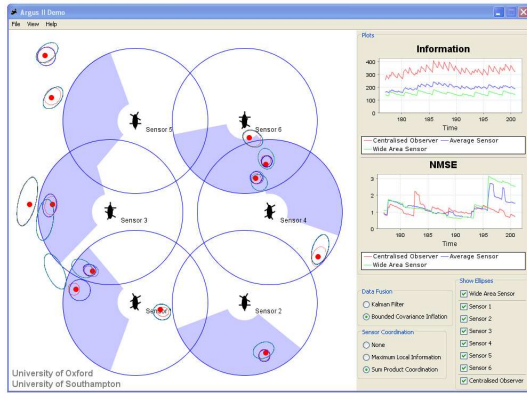 Argus II Demo
File View Help
Plots
Information
400
300
200
100
0
180 185 190 195 200
Time
Centralised Observer Average Sensor
Wide Area Sensor
NMSE
3
2
1
0
180 185 190 195 200
Time
Centralised Observer Average Sensor
Wide Area Sensor
Sensor 5
Sensor 6
Sensor 3
Sensor 4
Sensor
Sensor 2
Data Fusion
Kalman Filter
Bounded Covariance Inflation
Sensor Coordination
None
Maximum Local Information
Sum Product Coordination
Show Ellipses
Wide Area Sensor
Sensor 1
Sensor 2
Sensor 3
Sensor 4
Sensor 5
Sensor 6
Centralised Observer
University of Oxford
University of Southampton